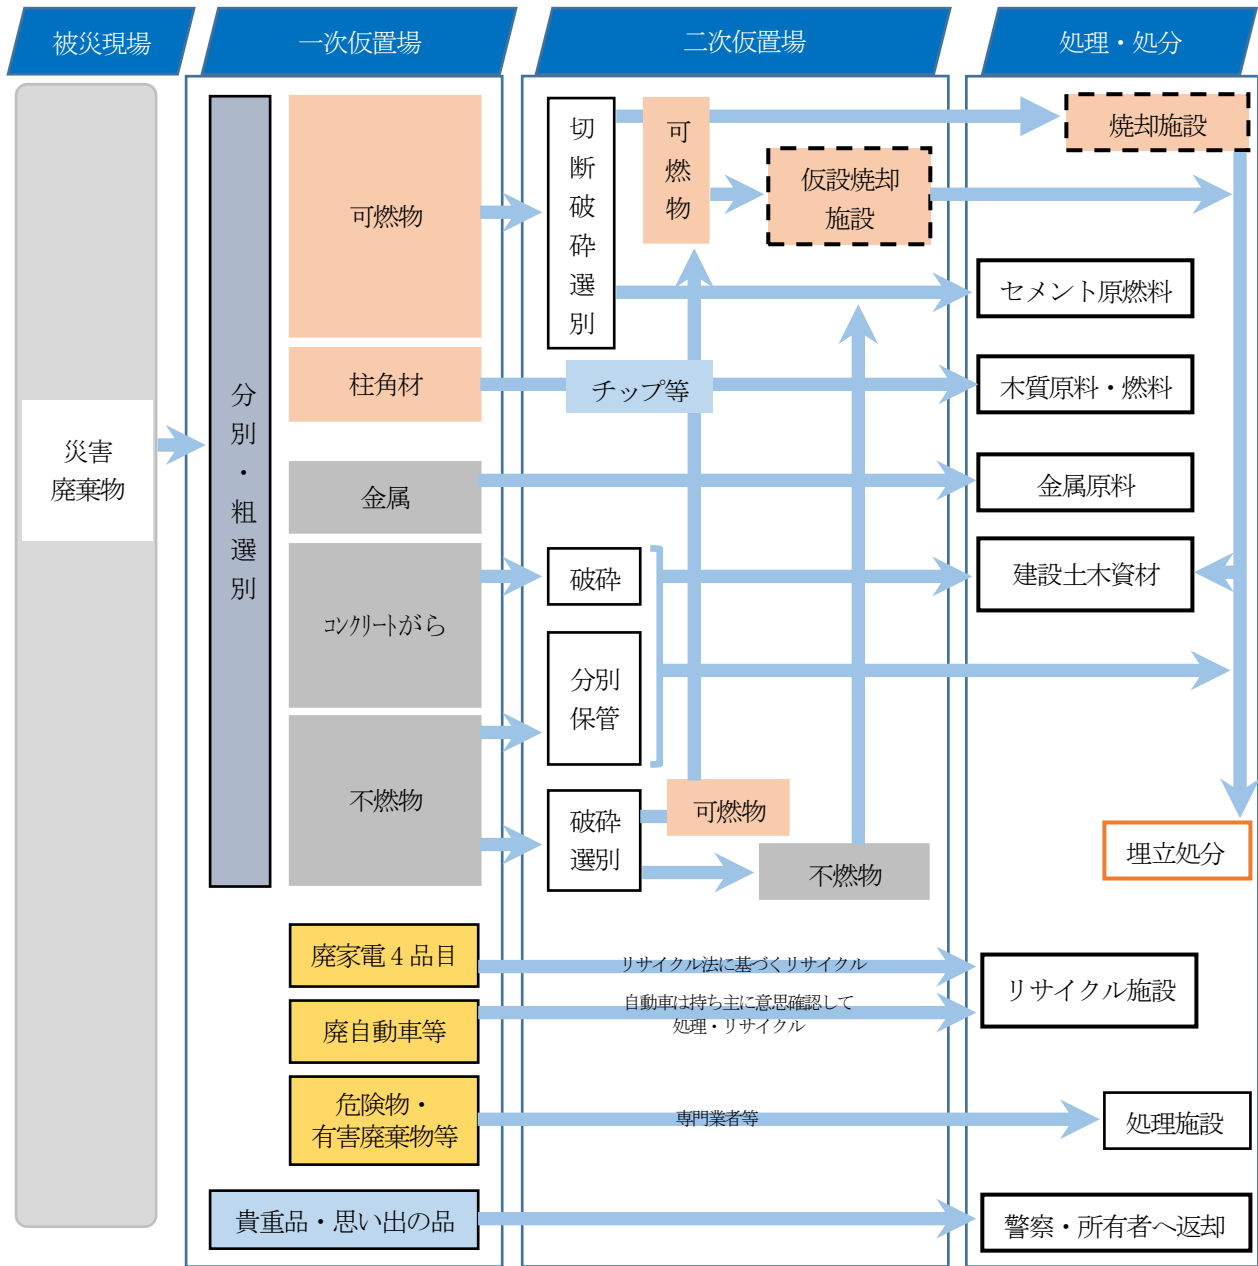 被災現場
一次仮置場
二次仮置場
処理・処分
災害
廃棄物
分別・粗選別
可燃物
柱角材
金属
コンクリートがら
不燃物
廃家電４品目
廃自動車等
危険物・
有害廃棄物等
貴重品・思い出の品
切断破砕選別
可燃物
仮設焼却
施設
チップ等
破砕
分別
保管
破砕
選別
可燃物
不燃物
リサイクル法に基づくリサイクル
自動車は持ち主に意思確認して
処理・リサイクル
専門業者等
焼却施設
セメント原燃料
木質原料・燃料
金属原料
建設土木資材
埋立処分
リサイクル施設
処理施設
警察・所有者へ返却